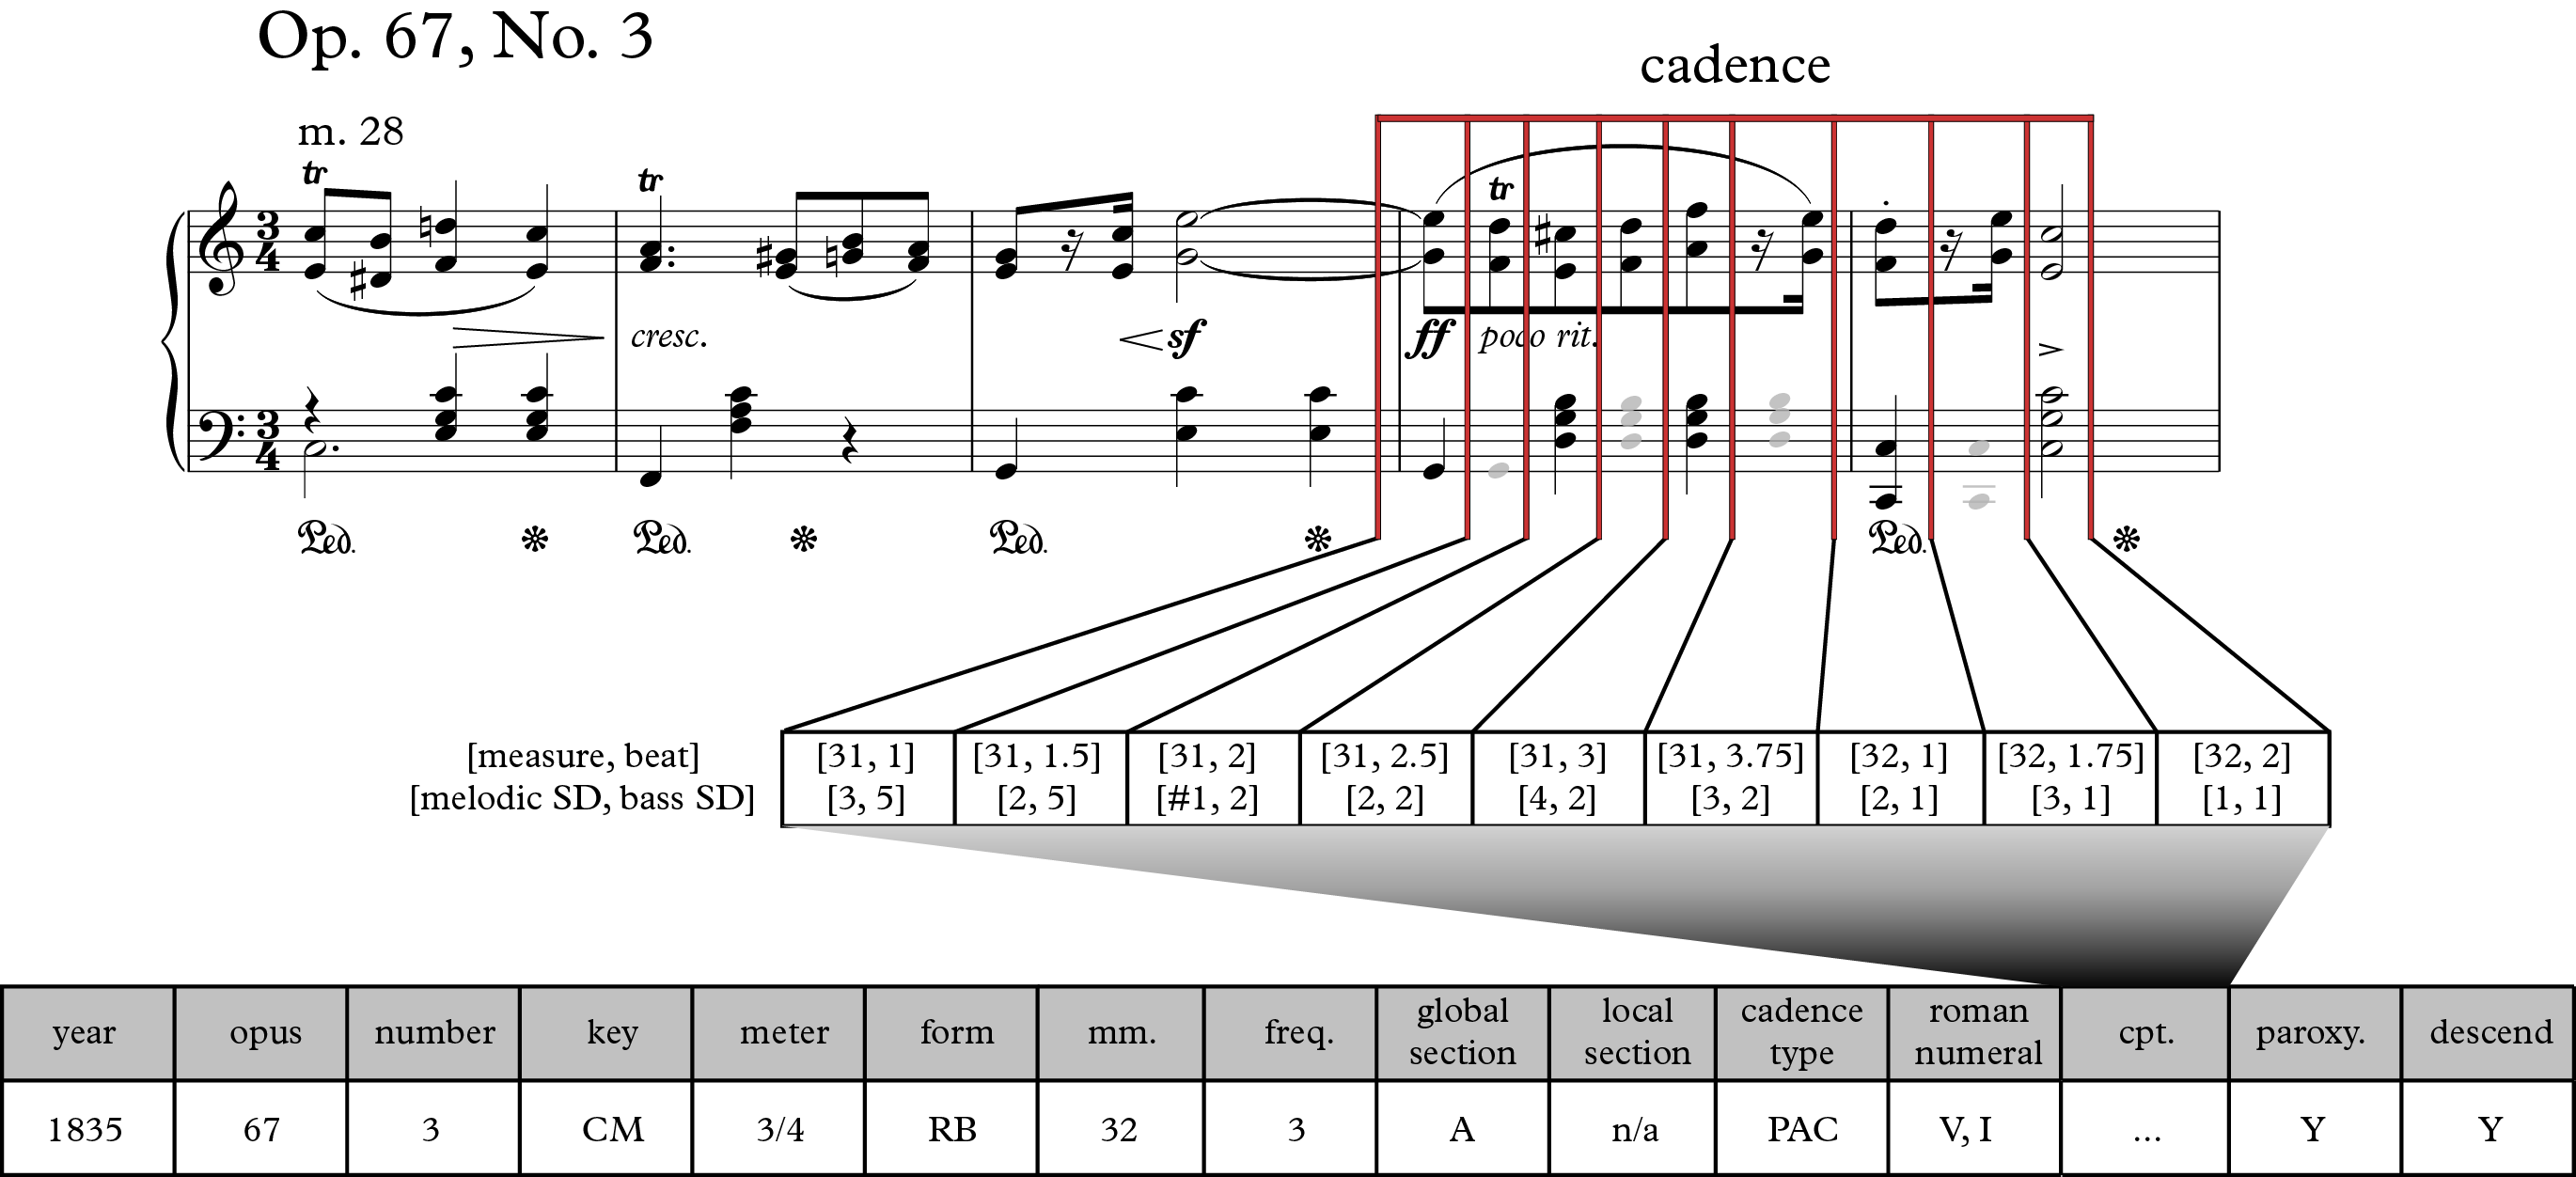 Op. 67, No. 3
cadence
m. 28
tr
tr
tr
3
4
cresc.
sf
ff
poco rit.
3
4
Ped.
Ped.
Ped.
Ped.
[measure, beat]
[31, 1]
[31, 1.5]
[31, 2]
[31, 2.5]
[31, 3]
[31, 3.75]
[32, 1]
[32, 1.75]
[32, 2]
[melodic SD, bass SD]
[3, 5]
[2, 5]
[#1, 2]
[2, 2]
[4, 2]
[3, 2]
[2, 1]
[3, 1]
[1, 1]
year
opus
number
key
meter
form
mm.
freq.
global
section
local
section
cadence
type
roman
numeral
cpt.
paroxy.
descend
1835
67
3
CM
3/4
RB
32
3
A
n/a
PAC
V, I
...
Y
Y